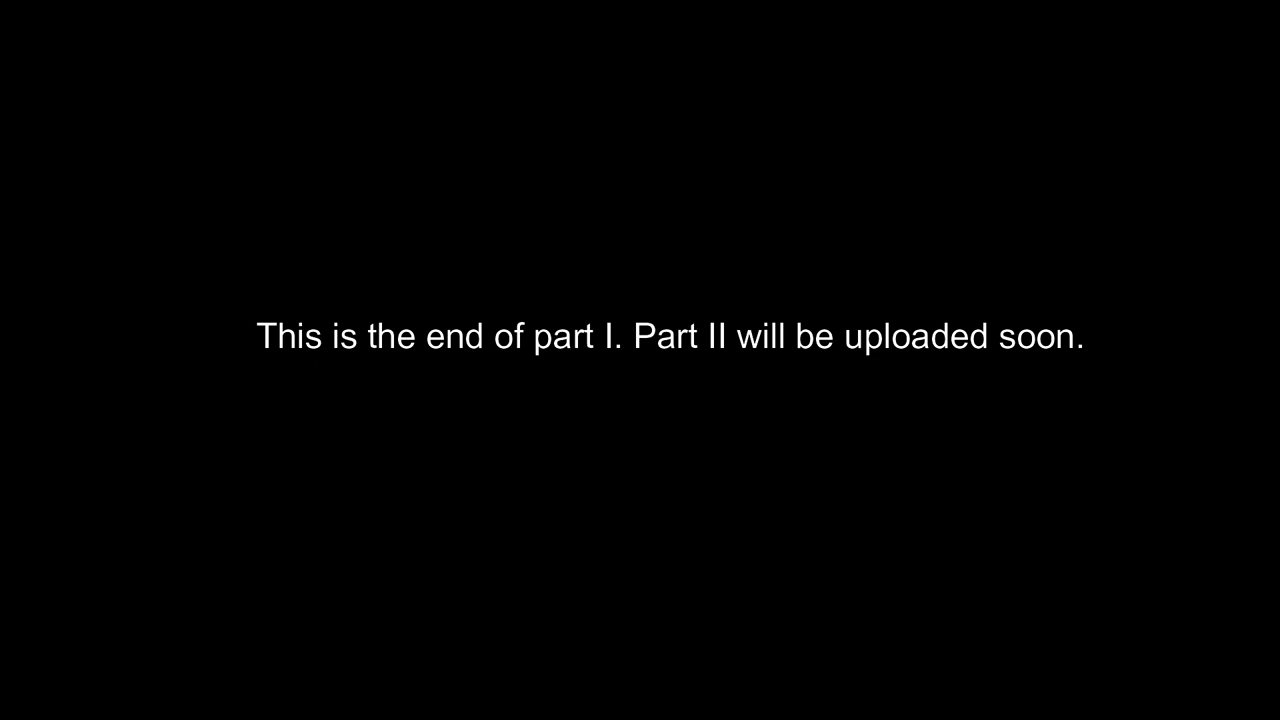 This is the end of part I. Part II will be uploaded soon.